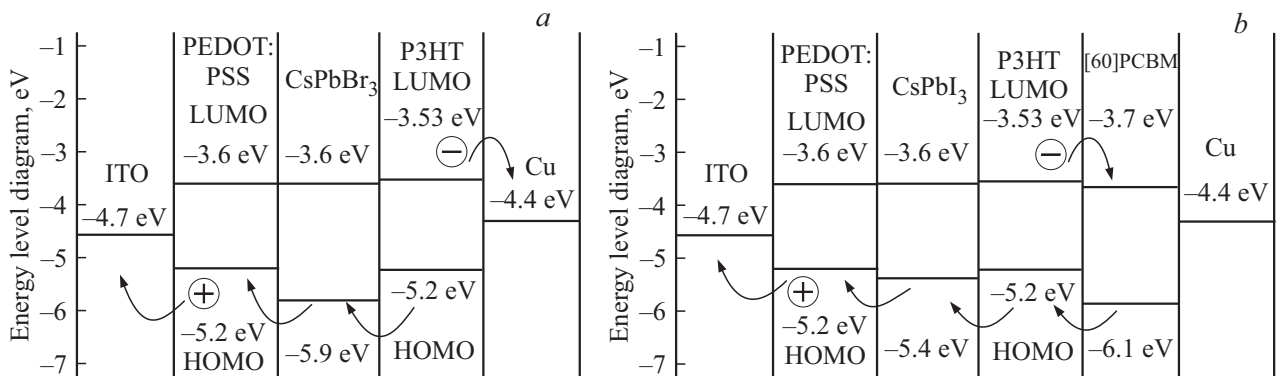 a
Energy level diagram, eV
–1
–2
–3
–4
–5
–6
–7
ITO
–4.7 eV
PEDOT:
PSS
LUMO
–3.6 eV
+
–5.2 eV
HOMO
CsPbBr3
–3.6 eV
–5.9 eV
P3HT
LUMO
–3.53 eV
–
–5.2 eV
HOMO
Cu
–4.4 eV
b
Energy level diagram, eV
–1
–2
–3
–4
–5
–6
–7
ITO
–4.7 eV
PEDOT:
PSS
LUMO
–3.6 eV
+
–5.2 eV
HOMO
CsPbI3
–3.6 eV
–5.4 eV
P3HT
LUMO
–3.53 eV
–
–5.2 eV
HOMO
[60]PCBM
–3.7 eV
–6.1 eV
Cu
–4.4 eV